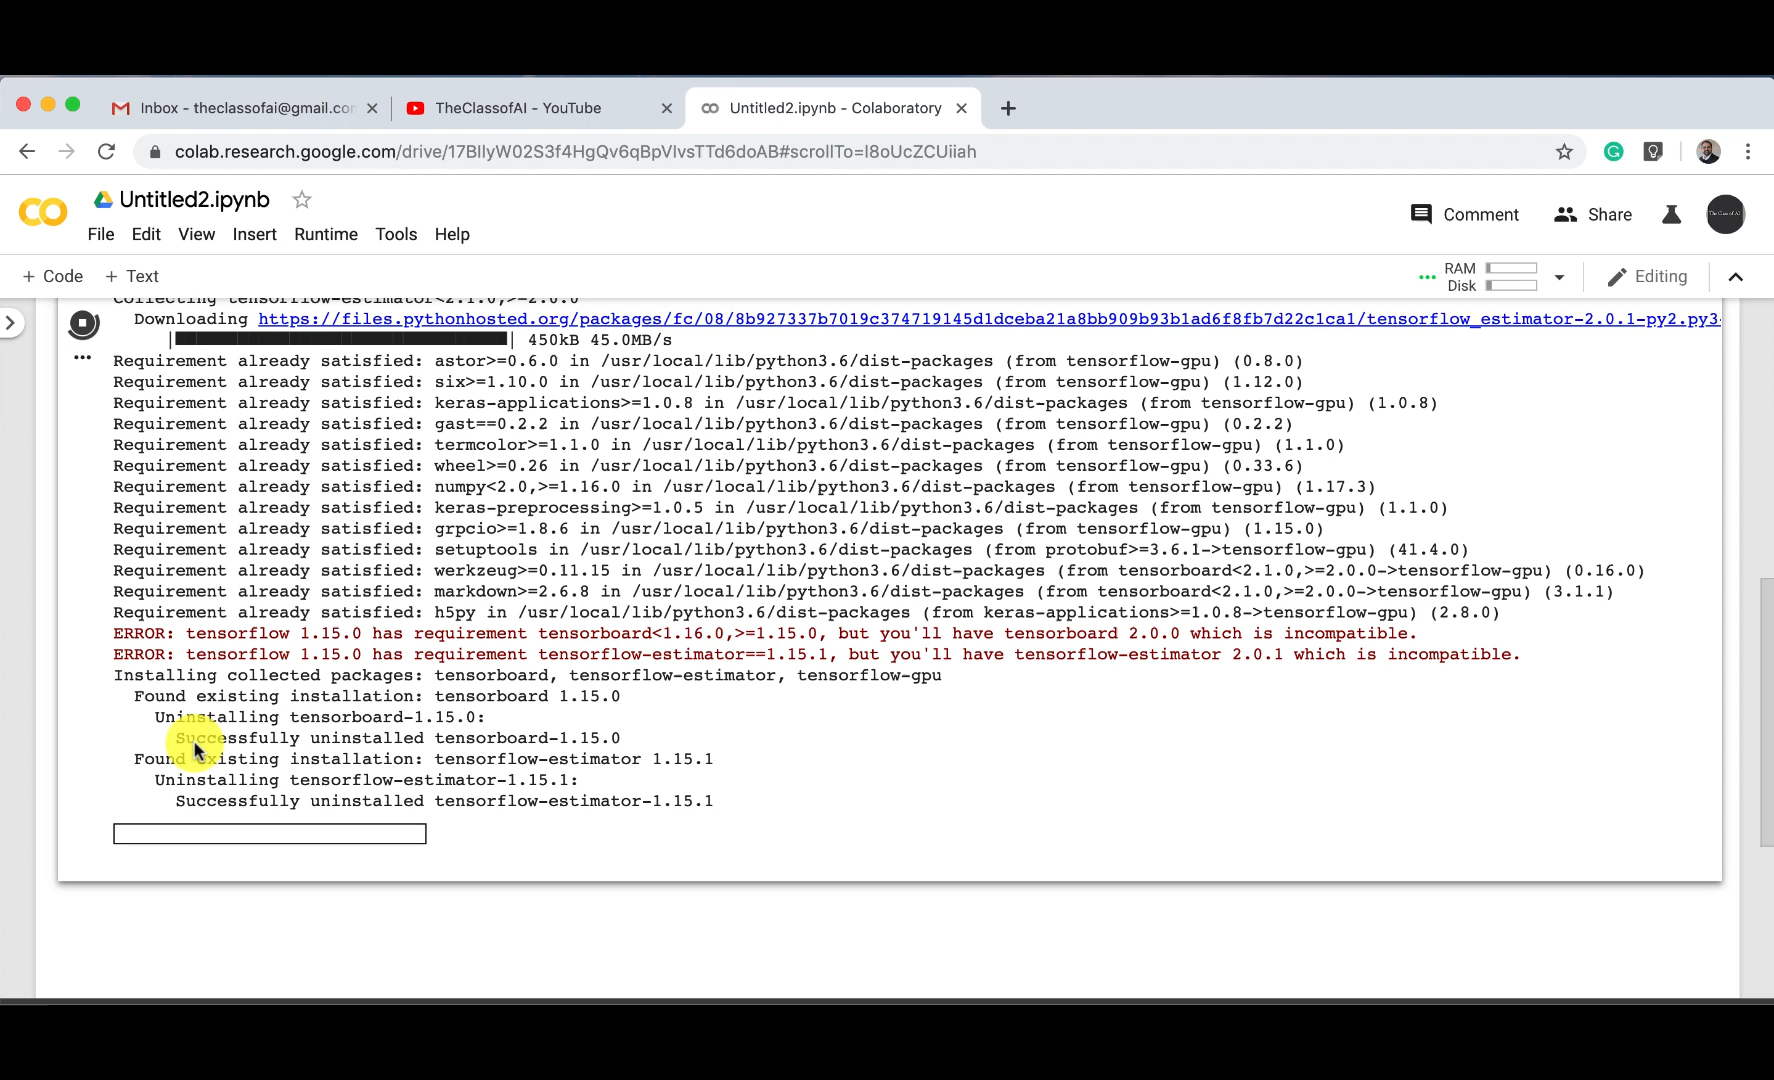 Inbox - theclassofai@gmail.com
TheClassofAI - YouTube
Untitled2.ipynb - Colaboratory
colab.research.google.com/drive/17BIlyW02S3f4HgQv6qBpVIvsTTd6doAB#scrollTo=I8oUcZCUiiah
Untitled2.ipynb
File Edit View Insert Runtime Tools Help
Comment
Share
+ Code + Text
RAM
Disk
Editing
Collecting tensorflow-estimator<2.1.0,>=2.0.0
Downloading https://files.pythonhosted.org/packages/fc/08/8b927337b7019c374719145d1dceba21a8bb909b93b1ad6f8fb7d22c1ca1/tensorflow_estimator-2.0.1-py2.py3-
450kB 45.0MB/s
Requirement already satisfied: astor>=0.6.0 in /usr/local/lib/python3.6/dist-packages (from tensorflow-gpu) (0.8.0)
Requirement already satisfied: six>=1.10.0 in /usr/local/lib/python3.6/dist-packages (from tensorflow-gpu) (1.12.0)
Requirement already satisfied: keras-applications>=1.0.8 in /usr/local/lib/python3.6/dist-packages (from tensorflow-gpu) (1.0.8)
Requirement already satisfied: gast==0.2.2 in /usr/local/lib/python3.6/dist-packages (from tensorflow-gpu) (0.2.2)
Requirement already satisfied: termcolor>=1.1.0 in /usr/local/lib/python3.6/dist-packages (from tensorflow-gpu) (1.1.0)
Requirement already satisfied: wheel>=0.26 in /usr/local/lib/python3.6/dist-packages (from tensorflow-gpu) (0.33.6)
Requirement already satisfied: numpy<2.0,>=1.16.0 in /usr/local/lib/python3.6/dist-packages (from tensorflow-gpu) (1.17.3)
Requirement already satisfied: keras-preprocessing>=1.0.5 in /usr/local/lib/python3.6/dist-packages (from tensorflow-gpu) (1.1.0)
Requirement already satisfied: grpcio>=1.8.6 in /usr/local/lib/python3.6/dist-packages (from tensorflow-gpu) (1.15.0)
Requirement already satisfied: setuptools in /usr/local/lib/python3.6/dist-packages (from protobuf>=3.6.1->tensorflow-gpu) (41.4.0)
Requirement already satisfied: werkzeug>=0.11.15 in /usr/local/lib/python3.6/dist-packages (from tensorboard<2.1.0,>=2.0.0->tensorflow-gpu) (0.16.0)
Requirement already satisfied: markdown>=2.6.8 in /usr/local/lib/python3.6/dist-packages (from tensorboard<2.1.0,>=2.0.0->tensorflow-gpu) (3.1.1)
Requirement already satisfied: h5py in /usr/local/lib/python3.6/dist-packages (from keras-applications>=1.0.8->tensorflow-gpu) (2.8.0)
ERROR: tensorflow 1.15.0 has requirement tensorboard<1.16.0,>=1.15.0, but you'll have tensorboard 2.0.0 which is incompatible.
ERROR: tensorflow 1.15.0 has requirement tensorflow-estimator==1.15.1, but you'll have tensorflow-estimator 2.0.1 which is incompatible.
Installing collected packages: tensorboard, tensorflow-estimator, tensorflow-gpu
Found existing installation: tensorboard 1.15.0
Uninstalling tensorboard-1.15.0:
Successfully uninstalled tensorboard-1.15.0
Found existing installation: tensorflow-estimator 1.15.1
Uninstalling tensorflow-estimator-1.15.1:
Successfully uninstalled tensorflow-estimator-1.15.1